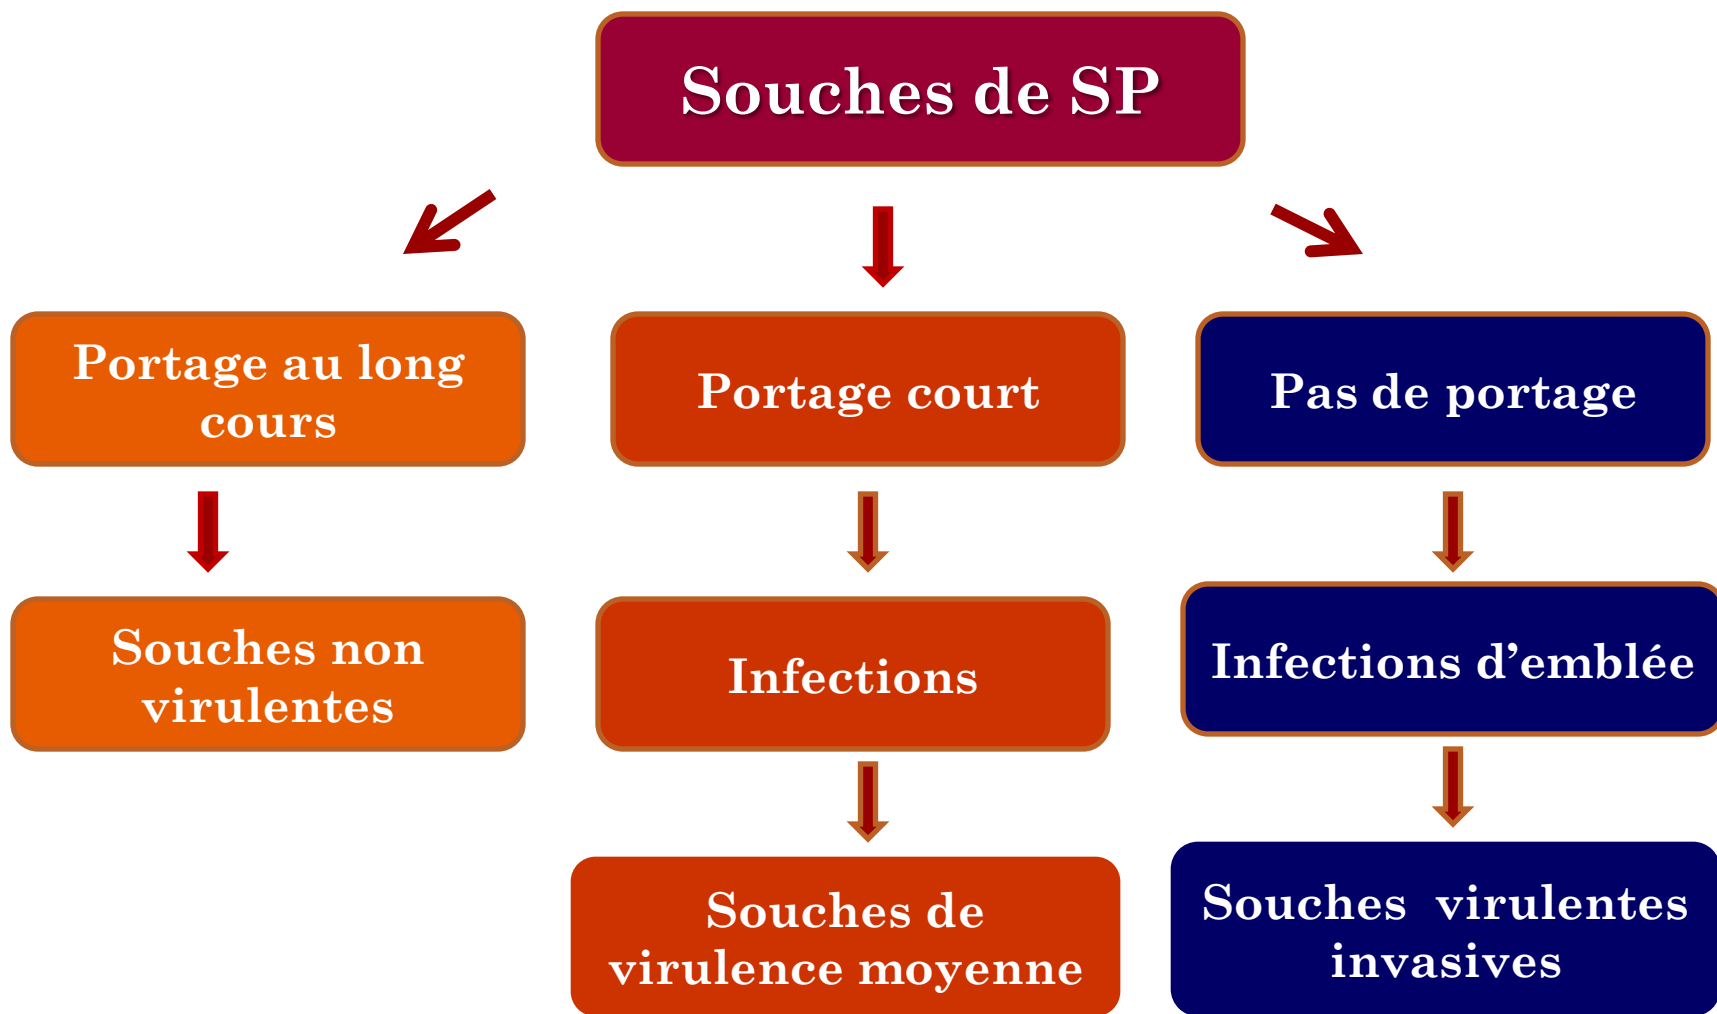 Souches de SP
Portage au long
cours
Portage court
Pas de portage
Souches non
virulentes
Infections
Infections d’emblée
Souches de
virulence moyenne
Souches  virulentes
invasives